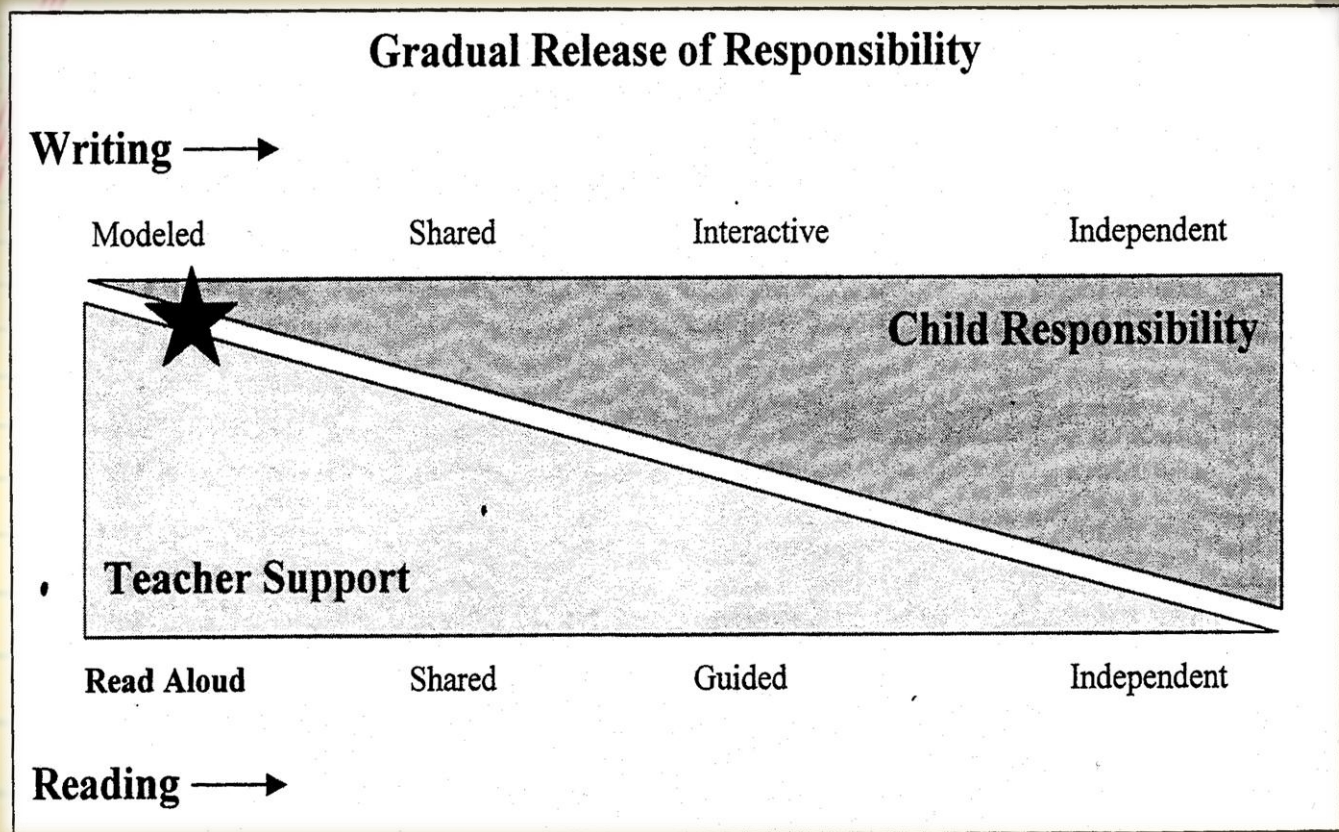 Gradual Release of Responsibility
Writing
Modeled Shared Interactive Independent
Child Responsibility
Teacher Support
Read Aloud Shared Guided Independent
Reading